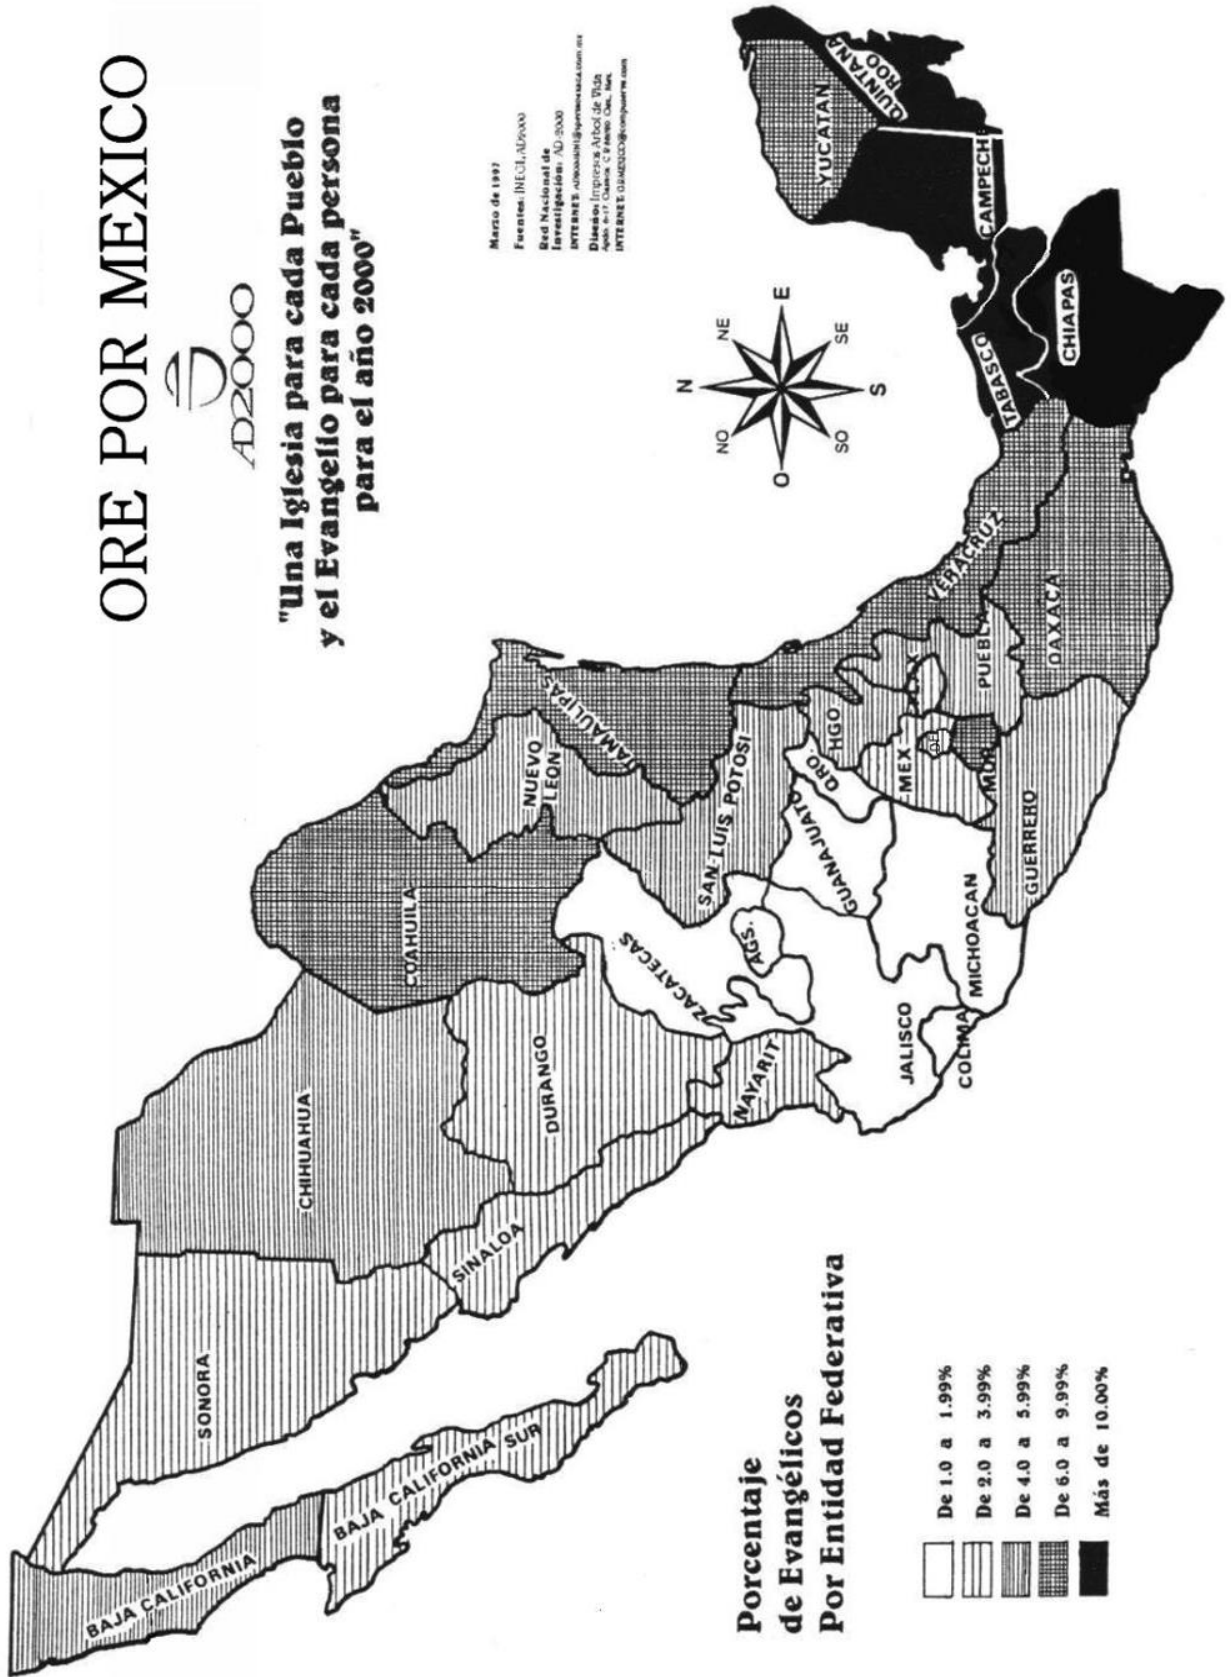 ORE POR MEXICO
AD2000
"Una Iglesia para cada Pueblo
y el Evangelio para cada persona
para el año 2000"
Marzo de 1997
Fuentes: INEGI, AD2000
Red Nacional de
Investigación: AD-2000
INTERNET:
Diseño: Impresos Arbol de Vida
INTERNET:
N
NE
E
SE
S
SO
O
NO
BAJA CALIFORNIA
BAJA CALIFORNIA SUR
SONORA
CHIHUAHUA
SINALOA
COAHUILA
DURANGO
NUEVO
LEON
TAMAULIPAS
ZACATECAS
SAN LUIS POTOSI
NAYARIT
AGS.
JALISCO
GUANAJUATO
QRO.
HGO
COLIMA
MICHOACAN
MEX
DF
TLAX
MOR
PUEBLA
VERACRUZ
GUERRERO
OAXACA
TABASCO
CHIAPAS
CAMPECHE
YUCATAN
QUINTANA
ROO
Porcentaje
de Evangélicos
Por Entidad Federativa
De 1.0 a 1.99%
De 2.0 a 3.99%
De 4.0 a 5.99%
De 6.0 a 9.99%
Más de 10.00%